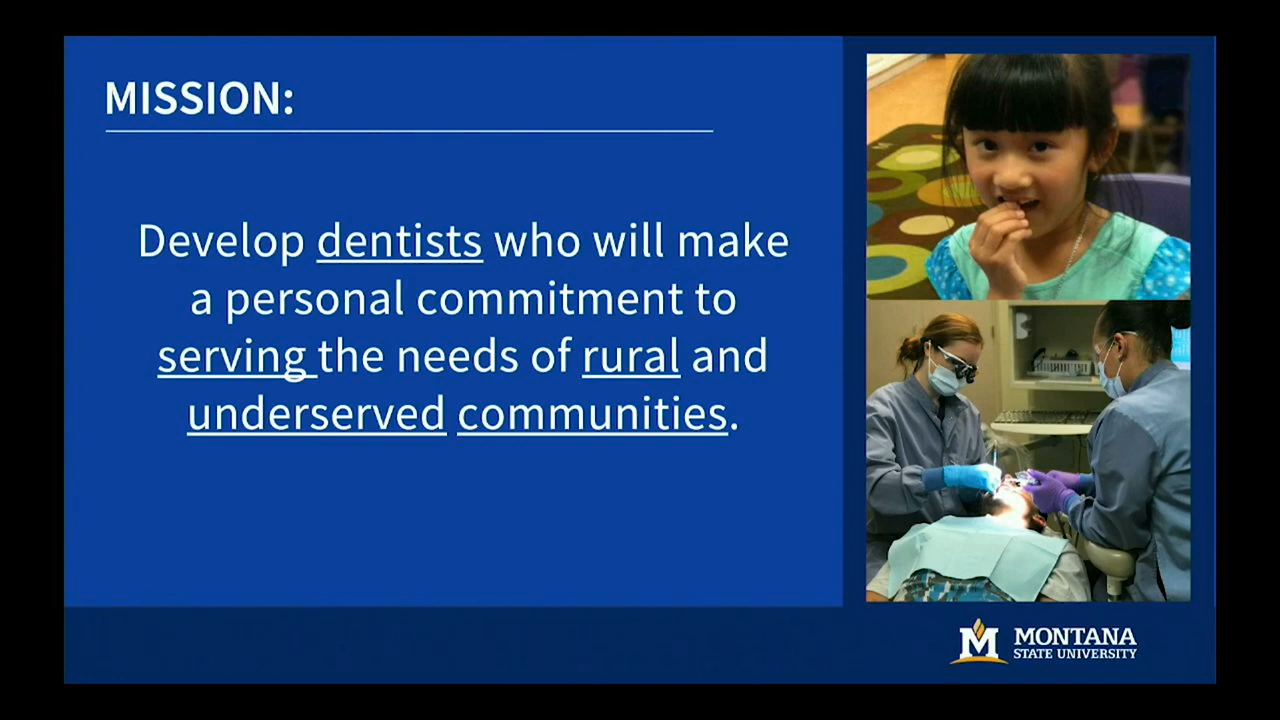 MISSION:
Develop dentists who will make
a personal commitment to
serving the needs of rural and
underserved communities.
M MONTANA
STATE UNIVERSITY